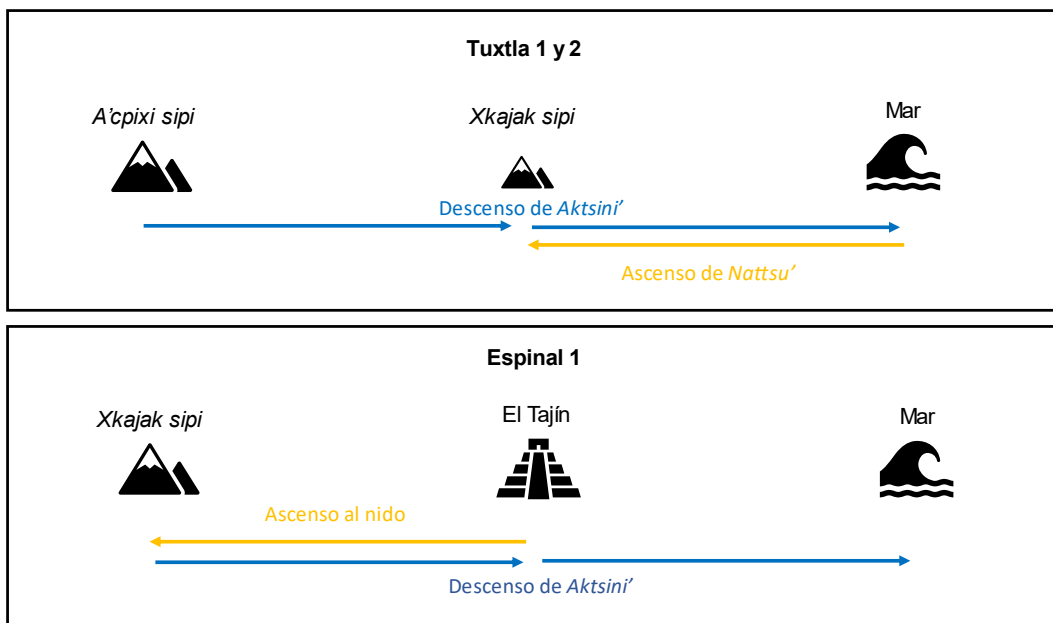 Tuxtla 1 y 2
A'cpixi sipi
Xkajak sipi
Mar
Descenso de Aktsini'
Ascenso de Nattsu'
Espinal 1
Xkajak sipi
El Tajín
Mar
Ascenso al nido
Descenso de Aktsini'